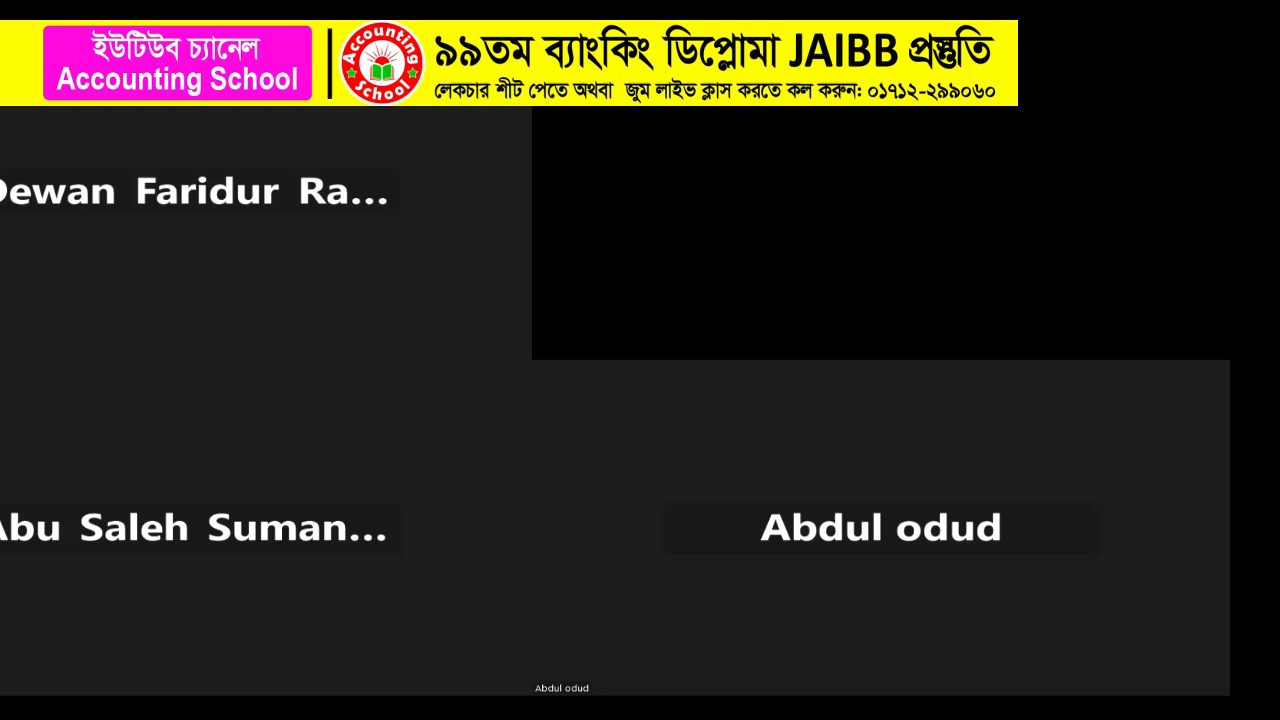 ইউটিউব চ্যানেল
Accounting School
Accounting School
৯৯তম ব্যাংকিং ডিপ্লোমা JAIBB প্রস্তুতি
লেকচার শীট পেতে অথবা জুম লাইভ ক্লাস করতে কল করুন: ০১৭১২-২৯৯০৬০
Dewan Faridur Ra...
Abu Saleh Suman...
Abdul odud
Abdul odud